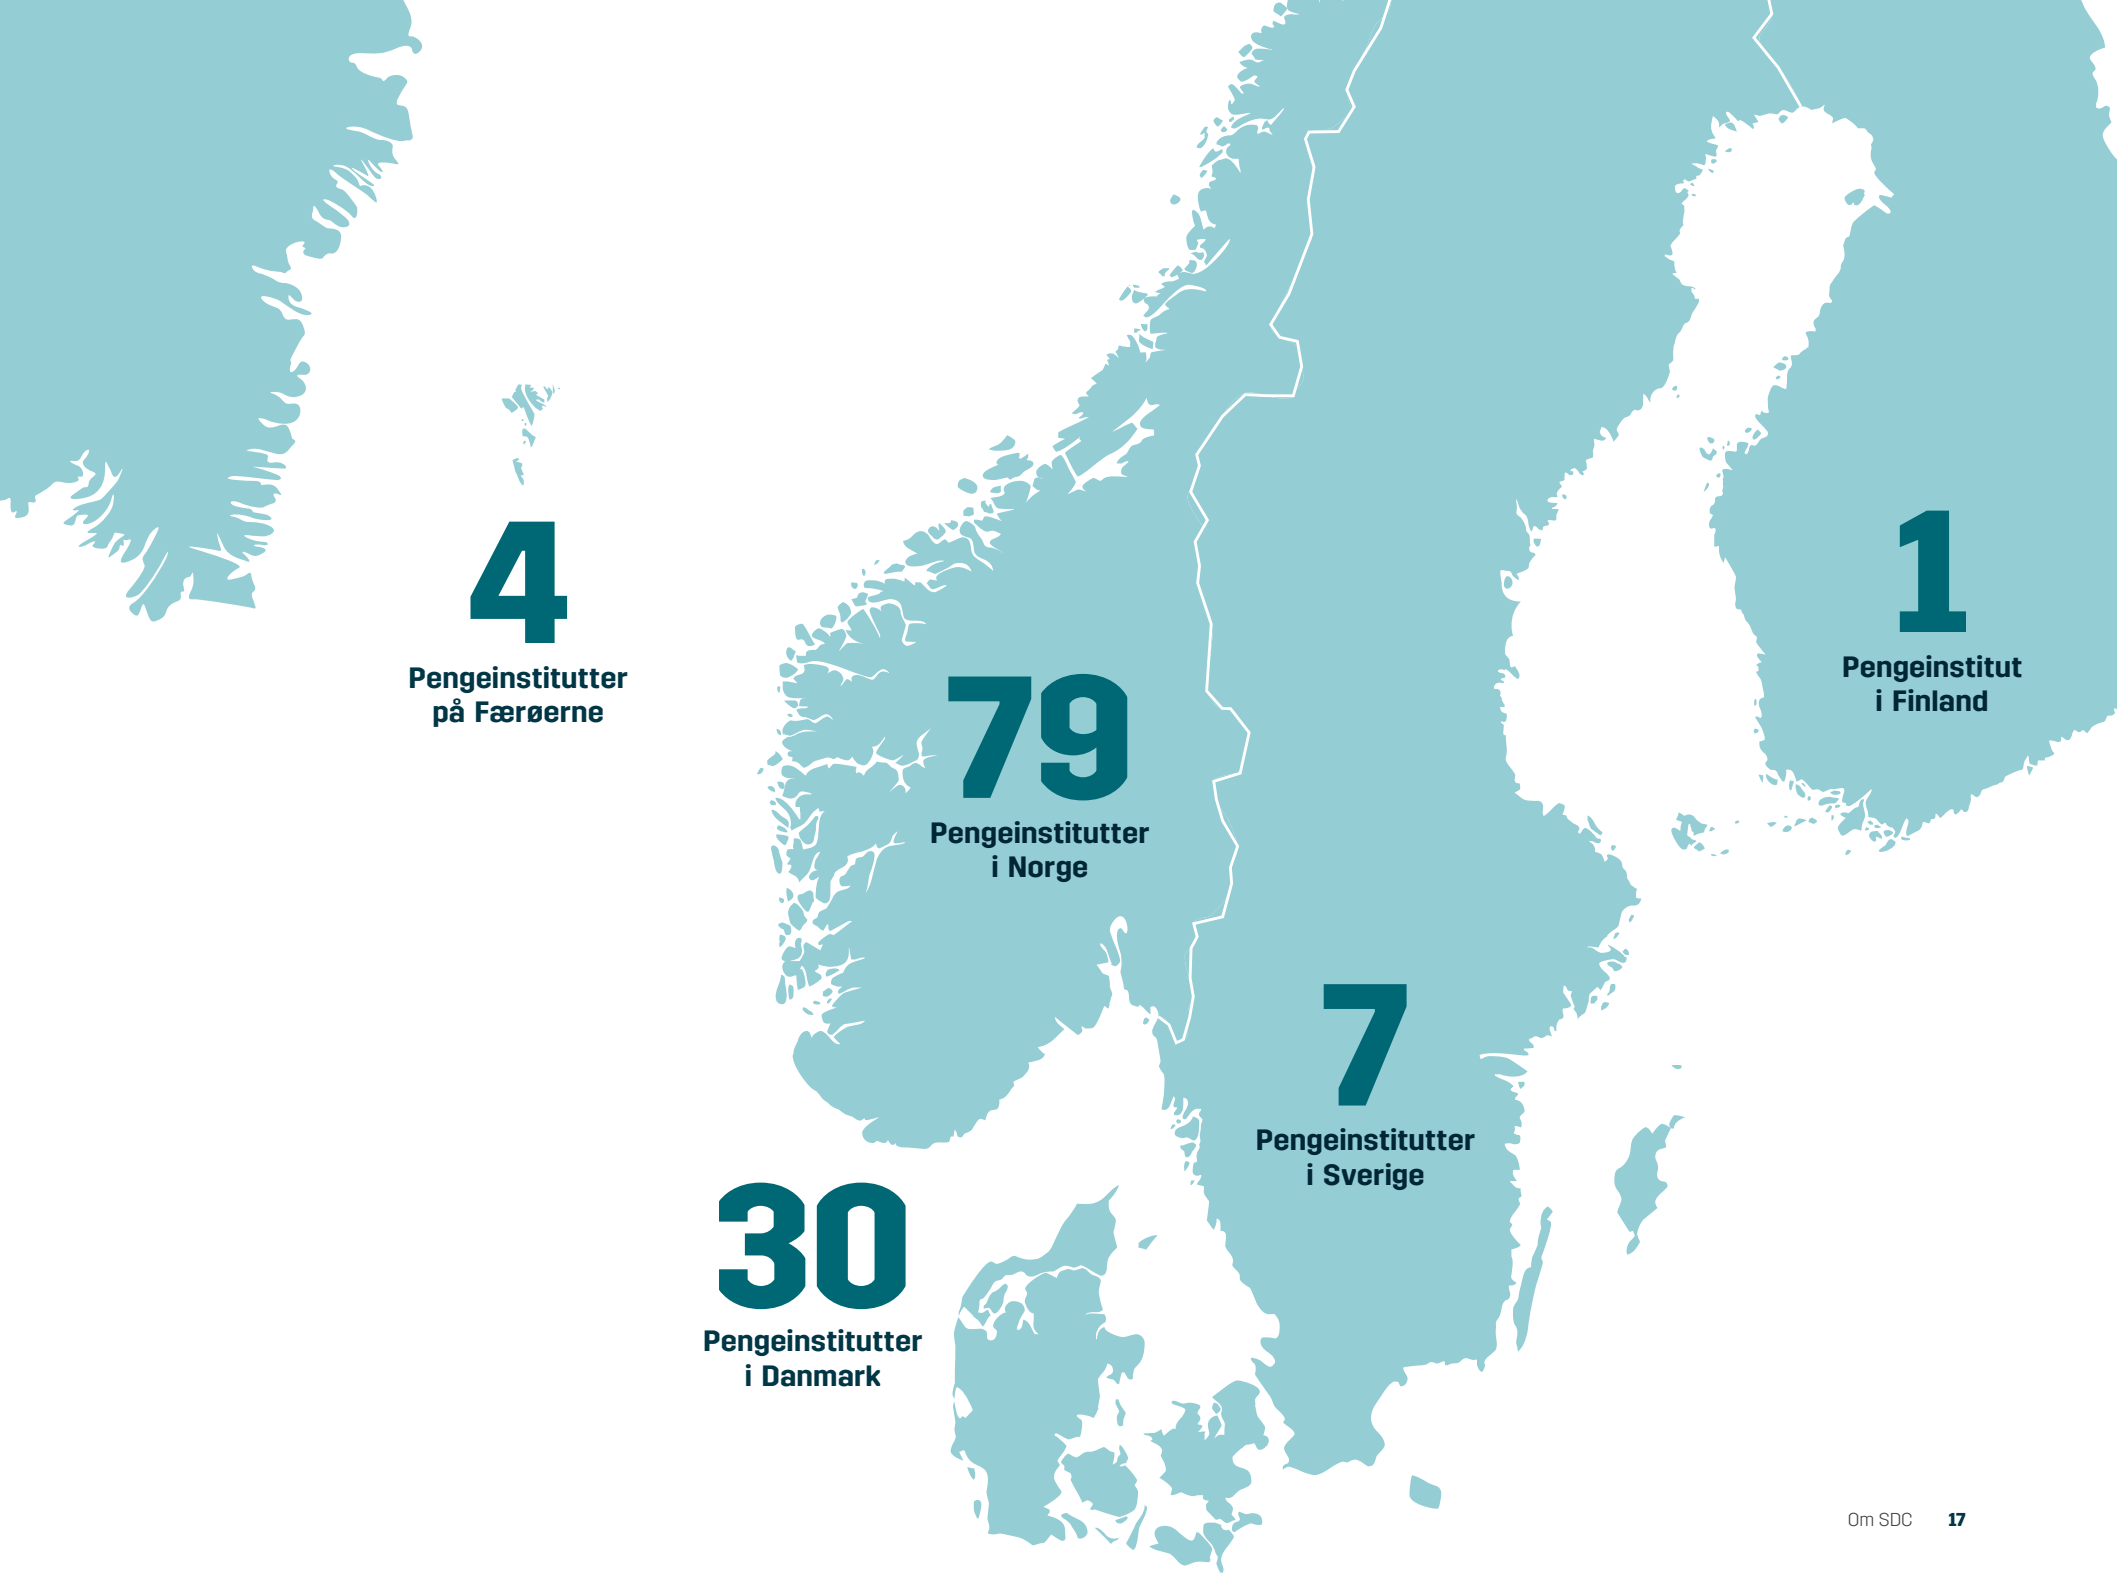 4
Pengeinstitutter
på Færøerne
79
Pengeinstitutter
i Norge
1
Pengeinstitut
i Finland
7
Pengeinstitutter
i Sverige
30
Pengeinstitutter
i Danmark
Om SDC 17